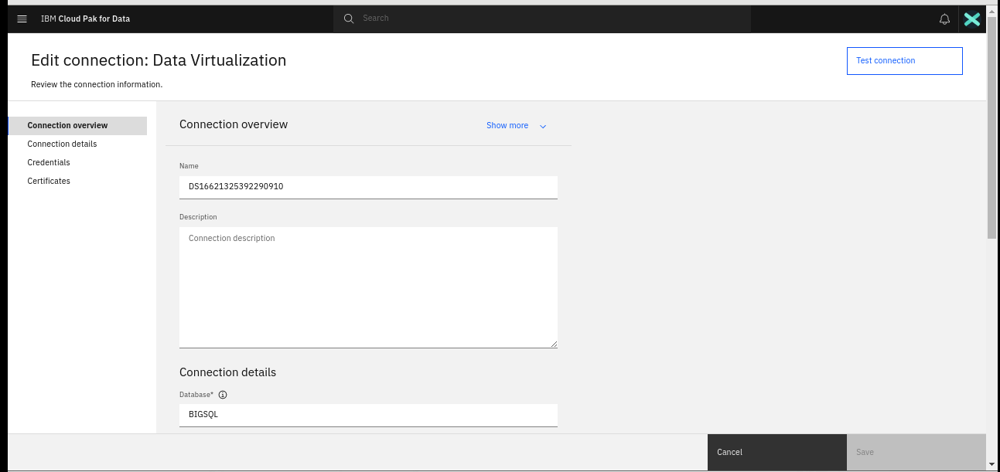 IBM Cloud Pak for Data
Search
Edit connection: Data Virtualization
Test connection
Review the connection information.
Connection overview
Connection details
Credentials
Certificates
Connection overview
Show more
Name
DS16621325392290910
Description
Connection description
Connection details
Database*
BIGSQL
Cancel
Save